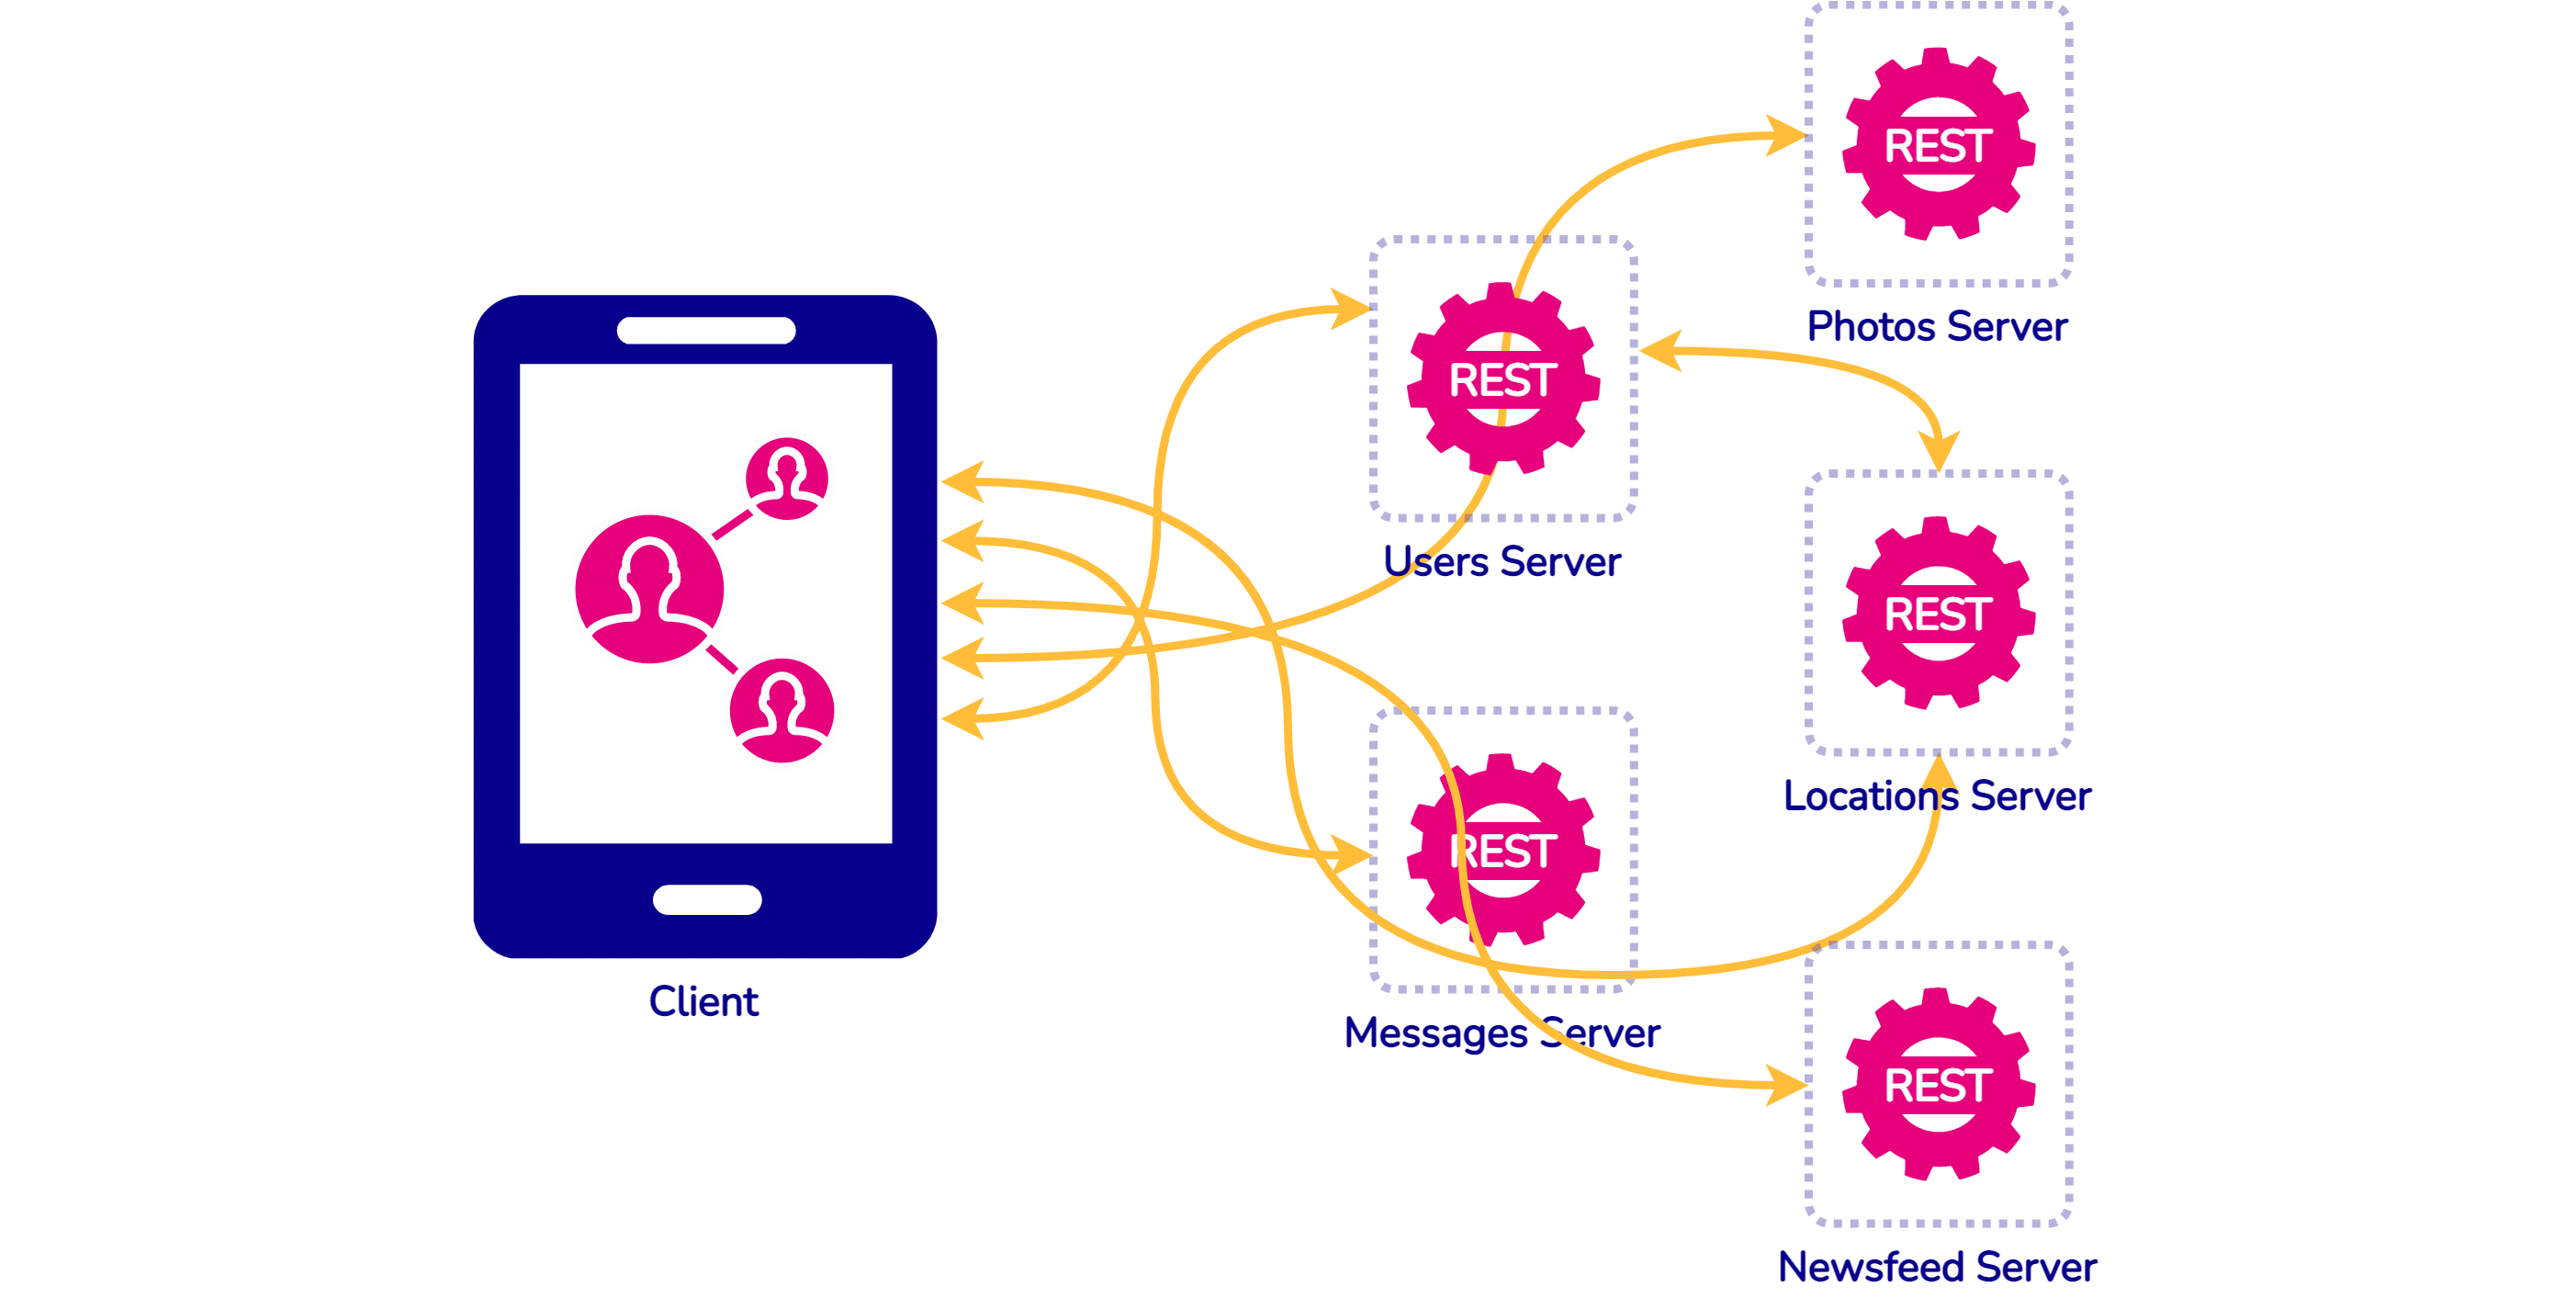 REST
Photos Server
REST
Users Server
REST
Locations Server
REST
Messages Server
REST
Newsfeed Server
Client